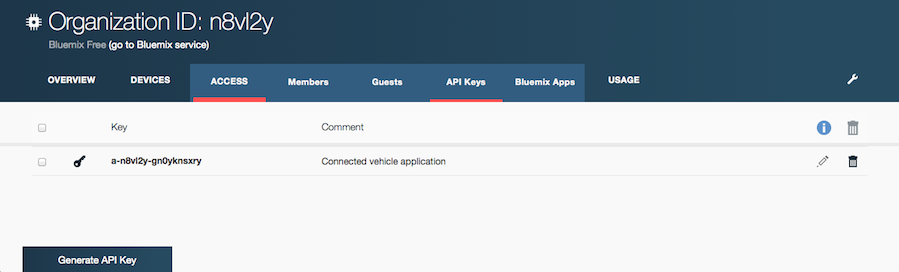 Organization ID: n8vl2y
Bluemix Free (go to Bluemix service)
OVERVIEW DEVICES ACCESS Members Guests API Keys Bluemix Apps USAGE
Key Comment
a-n8vl2y-gn0yknsxry Connected vehicle application
Generate API Key